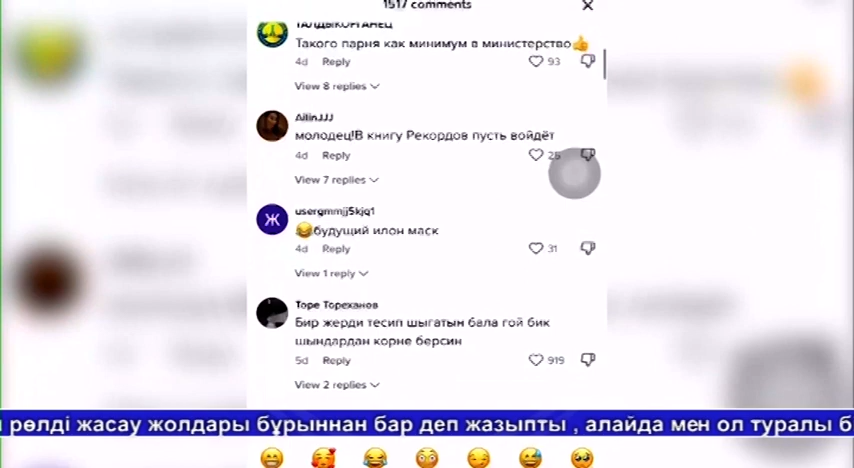 1517 comments
ТАЛДЫКОРГАНЕЦ
Такого парня как минимум в министерство👍
4d Reply 93
View 8 replies
AilinJJJ
молодец!В книгу Рекордов пусть войдёт
4d Reply 25
View 7 replies
Ж
usergmmjj5kjq1
😂будущий илон маск
4d Reply 31
View 1 reply
Торе Тореханов
Бир жерди тесип шыгатын бала гой бик
шындардан корне берсин
5d Reply 919
View 2 replies
рөлді жасау жолдары бұрыннан бар деп жазыпты , алайда мен ол туралы